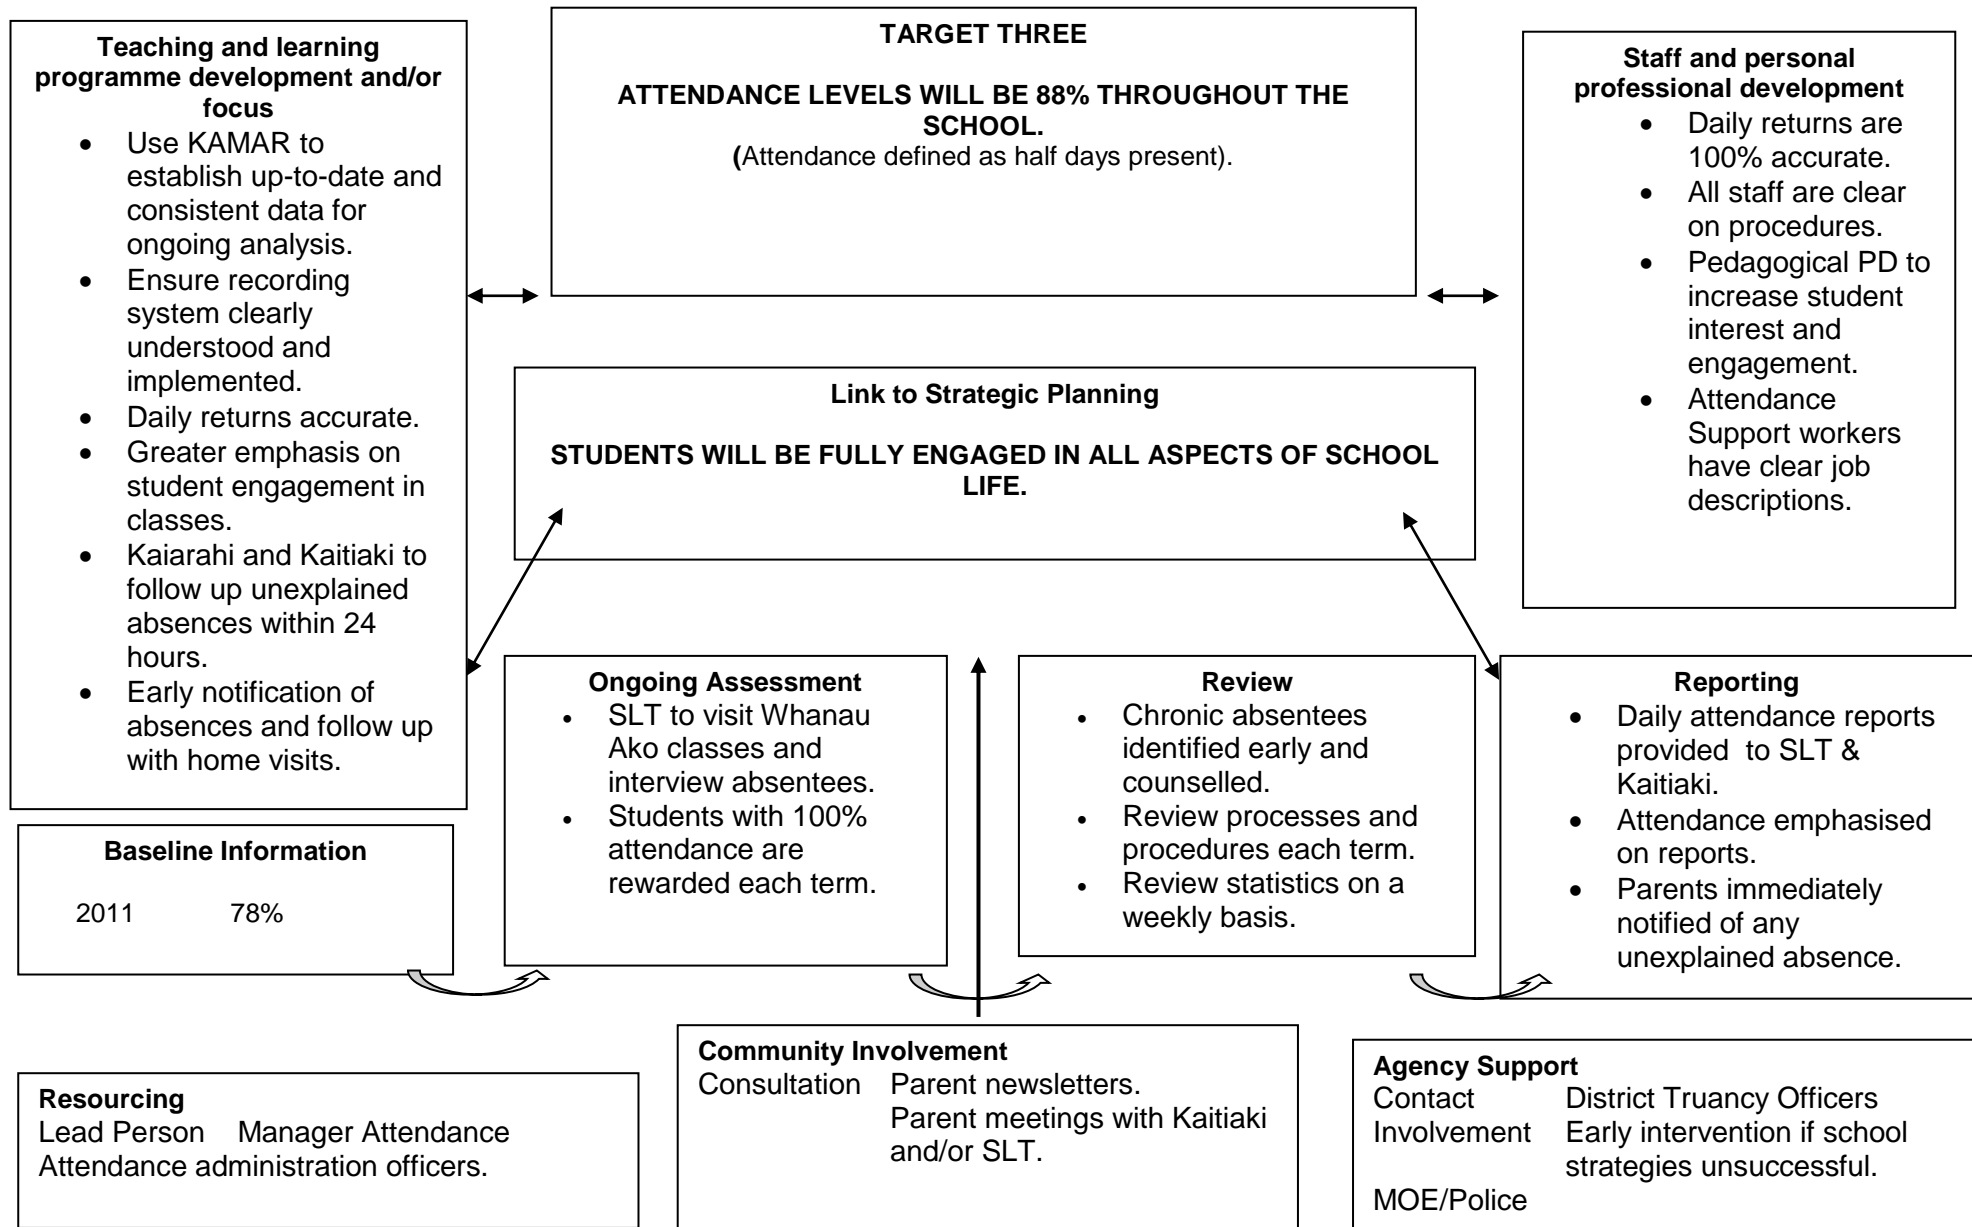 Teaching and learning
programme development and/or
focus
• Use KAMAR to
establish up-to-date and
consistent data for
ongoing analysis.
• Ensure recording
system clearly
understood and
implemented.
• Daily returns accurate.
• Greater emphasis on
student engagement in
classes.
• Kaiarahi and Kaitiaki to
follow up unexplained
absences within 24
hours.
• Early notification of
absences and follow up
with home visits.
TARGET THREE
ATTENDANCE LEVELS WILL BE 88% THROUGHOUT THE
SCHOOL.
(Attendance defined as half days present).
Staff and personal
professional development
• Daily returns are
100% accurate.
• All staff are clear
on procedures.
• Pedagogical PD to
increase student
interest and
engagement.
• Attendance
Support workers
have clear job
descriptions.
Link to Strategic Planning
STUDENTS WILL BE FULLY ENGAGED IN ALL ASPECTS OF SCHOOL
LIFE.
Baseline Information
2011 78%
Ongoing Assessment
• SLT to visit Whanau
Ako classes and
interview absentees.
• Students with 100%
attendance are
rewarded each term.
Review
• Chronic absentees
identified early and
counselled.
• Review processes and
procedures each term.
• Review statistics on a
weekly basis.
Reporting
• Daily attendance reports
provided to SLT &
Kaitiaki.
• Attendance emphasised
on reports.
• Parents immediately
notified of any
unexplained absence.
Resourcing
Lead Person Manager Attendance
Attendance administration officers.
Community Involvement
Consultation Parent newsletters.
Parent meetings with Kaitiaki
and/or SLT.
Agency Support
Contact District Truancy Officers
Involvement Early intervention if school
strategies unsuccessful.
MOE/Police